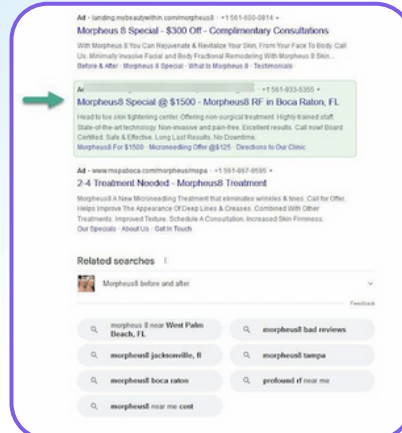 Ad · landing.mybeautywithin.com/morpheus8 · +1 561-600-0814
Morpheus 8 Special - $300 Off - Complimentary Consultations
With Morpheus 8 You Can Rejuvenate & Revitalize Your Skin, From Your Face To Body. Call
Us. Minimally Invasive Facial and Body Fractional Remodeling With Morpheus 8 Skin...
Before & After · Morpheus 8 Special · What Is Morpheus 8 · Testimonials
+1 561-933-5355
Morpheus8 Special @ $1500 - Morpheus8 RF in Boca Raton, FL
Head to toe skin tightening center. Offering non-surgical treatment. Highly trained staff.
State-of-the-art technology. Non-invasive and pain-free. Excellent results. Call now! Board
Certified. Safe & Effective. Long Last Results. No Downtime.
Morpheus8 For $1500 · Microneedling Offer @$125 · Directions to Our Clinic
Ad · www.mspaboca.com/morpheus/mspa · +1 561-867-9595
2-4 Treatment Needed - Morpheus8 Treatment
Morpheus8 A New Microneedling Treatment that eliminates wrinkles & lines. Call for Offer.
Helps Improve The Appearance Of Deep Lines & Creases. Combined With Other
Treatments. Improved Texture. Schedule A Consultation. Increased Skin Firmness.
Our Specials · About Us · Get In Touch
Related searches
Morpheus8 before and after
Feedback
morpheus 8 near West Palm
Beach, FL
morpheus8 bad reviews
morpheus8 jacksonville, fl
morpheus8 tampa
morpheus8 boca raton
profound rf near me
morpheus8 near me cost